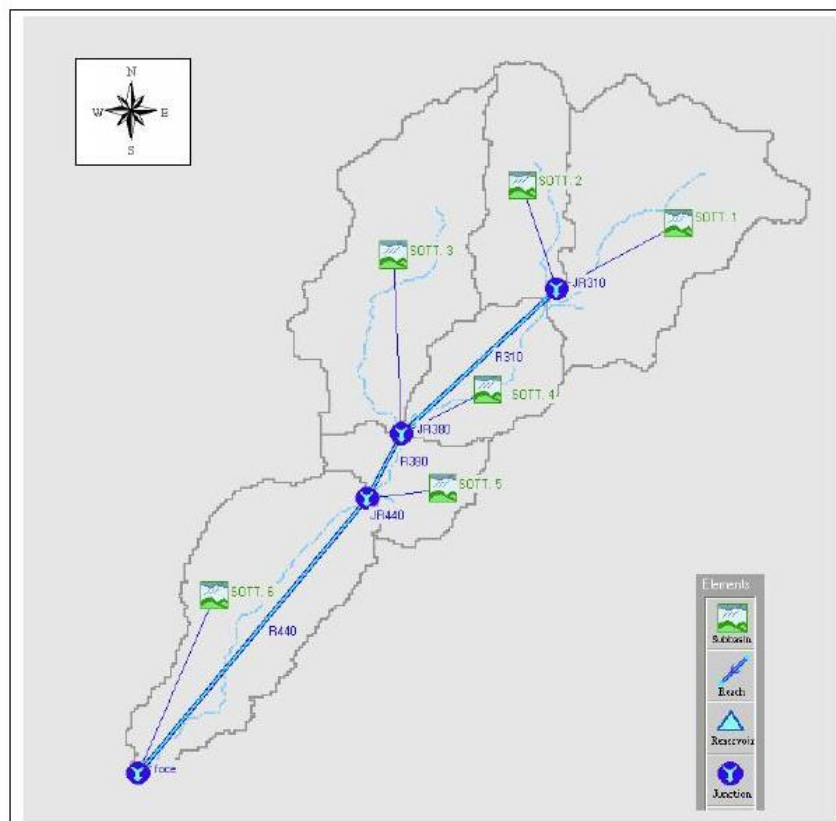 N
W E
S
SOTT. 2
SOTT. 1
SOTT. 3
JR310
R310
SOTT. 4
JR380
R380
SOTT. 5
JR440
SOTT. 6
R440
foce
Elements
Subbasin
Reach
Reservoir
Junction